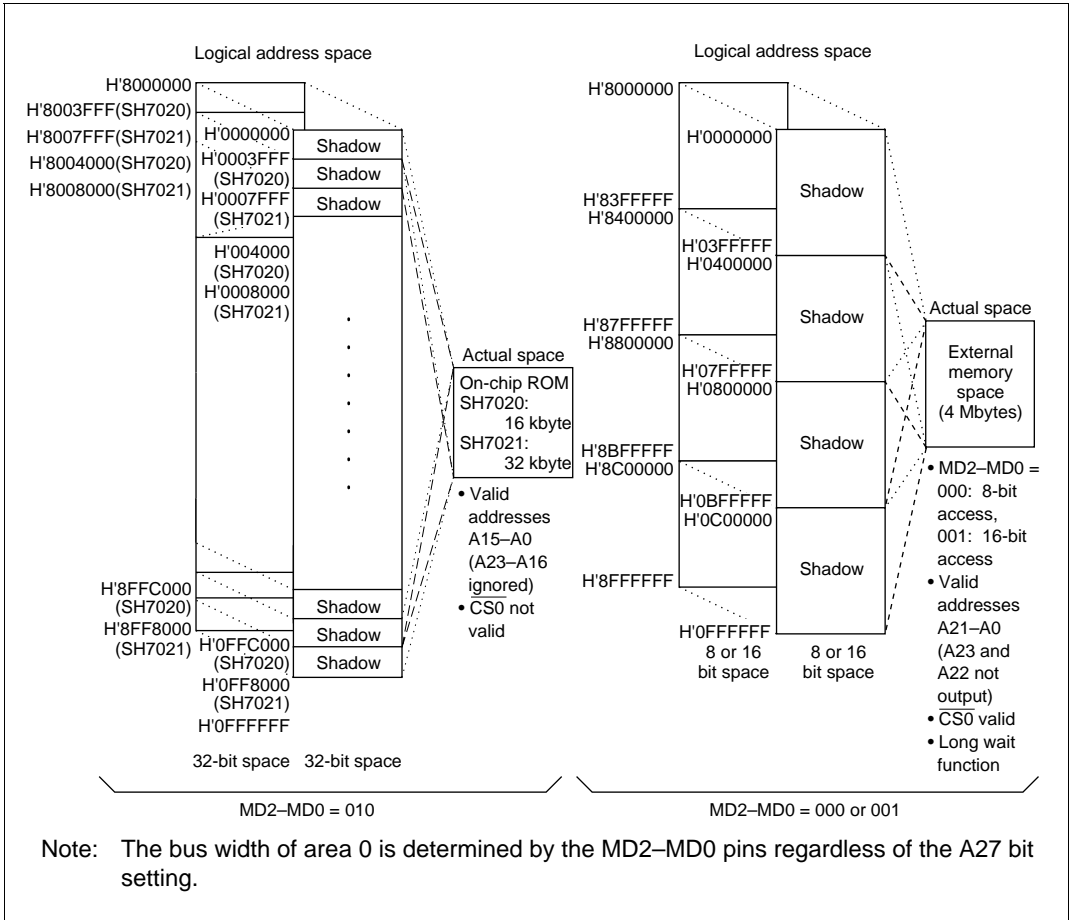 Logical address space
H'8000000
H'8003FFF(SH7020)
H'8007FFF(SH7021)
H'8004000(SH7020)
H'8008000(SH7021)
H'0000000
H'0003FFF
(SH7020)
H'0007FFF
(SH7021)
H'004000
(SH7020)
H'0008000
(SH7021)
Shadow
Shadow
Shadow
H'8FFC000
(SH7020)
H'8FF8000
(SH7021)
H'0FFC000
(SH7020)
H'0FF8000
(SH7021)
H'0FFFFFF
Shadow
Shadow
Shadow
32-bit space
32-bit space
Actual space
On-chip ROM
SH7020:
16 kbyte
SH7021:
32 kbyte
• Valid
addresses
A15–A0
(A23–A16
ignored)
• CS0 not
valid
MD2–MD0 = 010
Logical address space
H'8000000
H'0000000
Shadow
H'83FFFFF
H'8400000
H'03FFFFF
H'0400000
Shadow
H'87FFFFF
H'8800000
H'07FFFFF
H'0800000
Shadow
H'8BFFFFF
H'8C00000
H'0BFFFFF
H'0C00000
Shadow
H'8FFFFFF
H'0FFFFFF
8 or 16
bit space
8 or 16
bit space
Actual space
External
memory
space
(4 Mbytes)
• MD2–MD0 =
000: 8-bit
access,
001: 16-bit
access
• Valid
addresses
A21–A0
(A23 and
A22 not
output)
• CS0 valid
• Long wait
function
MD2–MD0 = 000 or 001
Note: The bus width of area 0 is determined by the MD2–MD0 pins regardless of the A27 bit
setting.